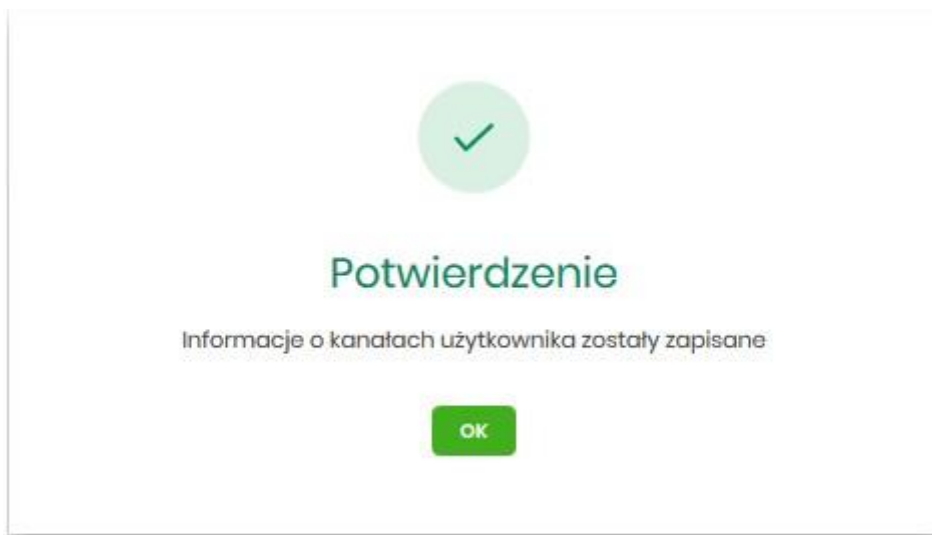 Potwierdzenie
Informacje o kanałach użytkownika zostały zapisane
OK